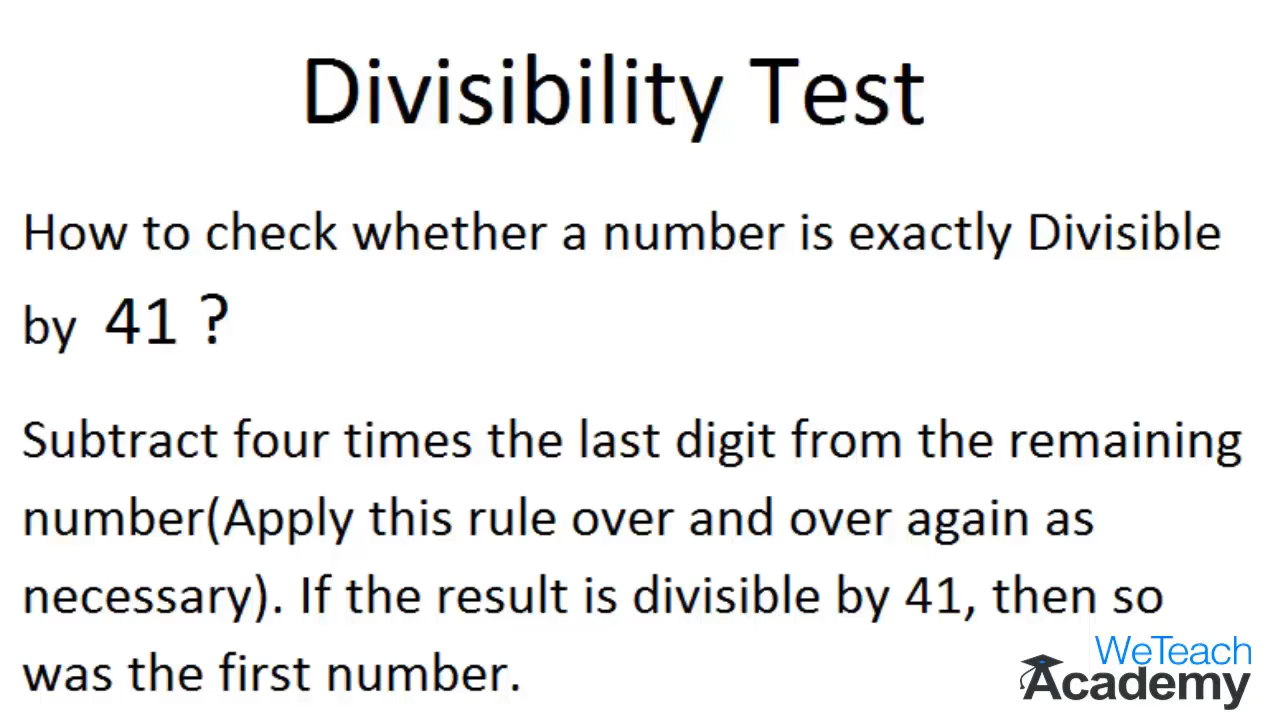 Divisibility Test
How to check whether a number is exactly Divisible
by 41 ?
Subtract four times the last digit from the remaining
number(Apply this rule over and over again as
necessary). If the result is divisible by 41, then so
was the first number.
WeTeach
Academy